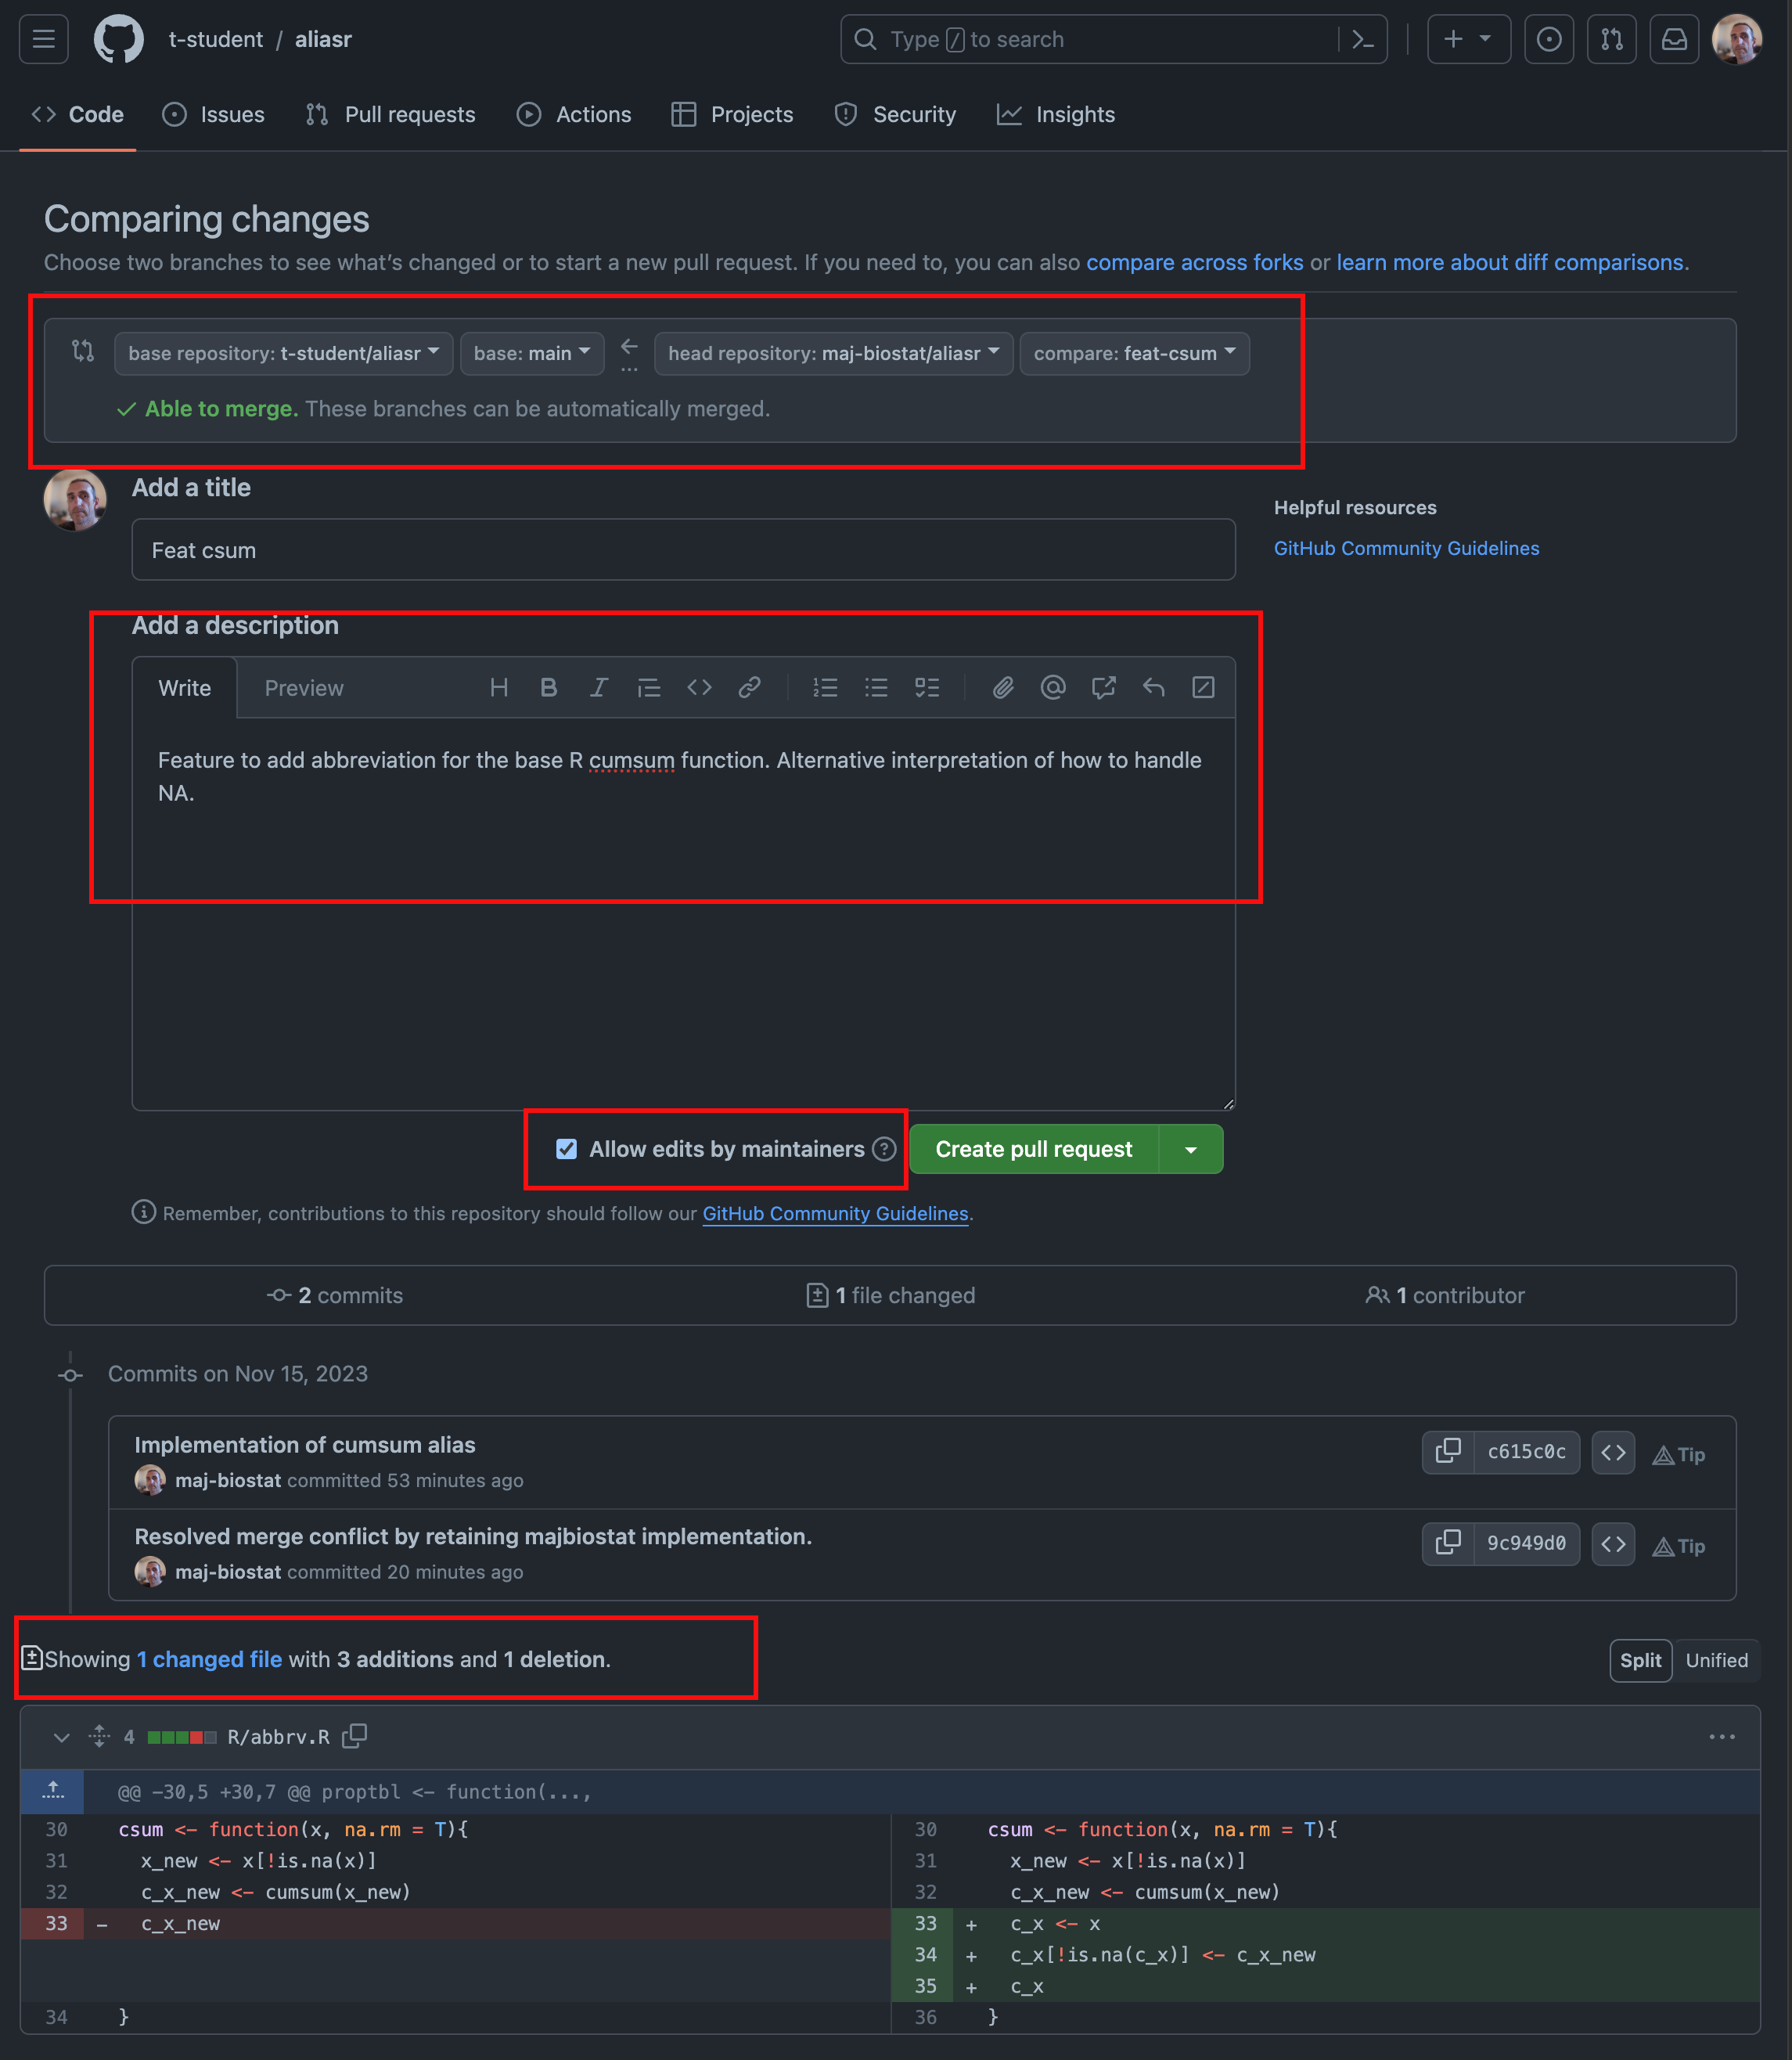 t-student / aliasr
Type / to search
Code Issues Pull requests Actions Projects Security Insights
Comparing changes
Choose two branches to see what's changed or to start a new pull request. If you need to, you can also compare across forks or learn more about diff comparisons.
base repository: t-student/aliasr base: main ... head repository: maj-biostat/aliasr compare: feat-csum
Able to merge. These branches can be automatically merged.
Add a title
Helpful resources
GitHub Community Guidelines
Feat csum
Add a description
Write Preview
Feature to add abbreviation for the base R cumsum function. Alternative interpretation of how to handle
NA.
Allow edits by maintainers Create pull request
Remember, contributions to this repository should follow our GitHub Community Guidelines.
2 commits 1 file changed 1 contributor
Commits on Nov 15, 2023
Implementation of cumsum alias
maj-biostat committed 53 minutes ago
c615c0c Tip
Resolved merge conflict by retaining majbiostat implementation.
maj-biostat committed 20 minutes ago
9c949d0 Tip
Showing 1 changed file with 3 additions and 1 deletion.
Split Unified
4 R/abbrv.R
@@ -30,5 +30,7 @@ proptbl <- function(...,
30 csum <- function(x, na.rm = T){ 30 csum <- function(x, na.rm = T){
31 x_new <- x[!is.na(x)] 31 x_new <- x[!is.na(x)]
32 c_x_new <- cumsum(x_new) 32 c_x_new <- cumsum(x_new)
33 - c_x_new 33 + c_x <- x
34 + c_x[!is.na(c_x)] <- c_x_new
35 + c_x
34 } 36 }